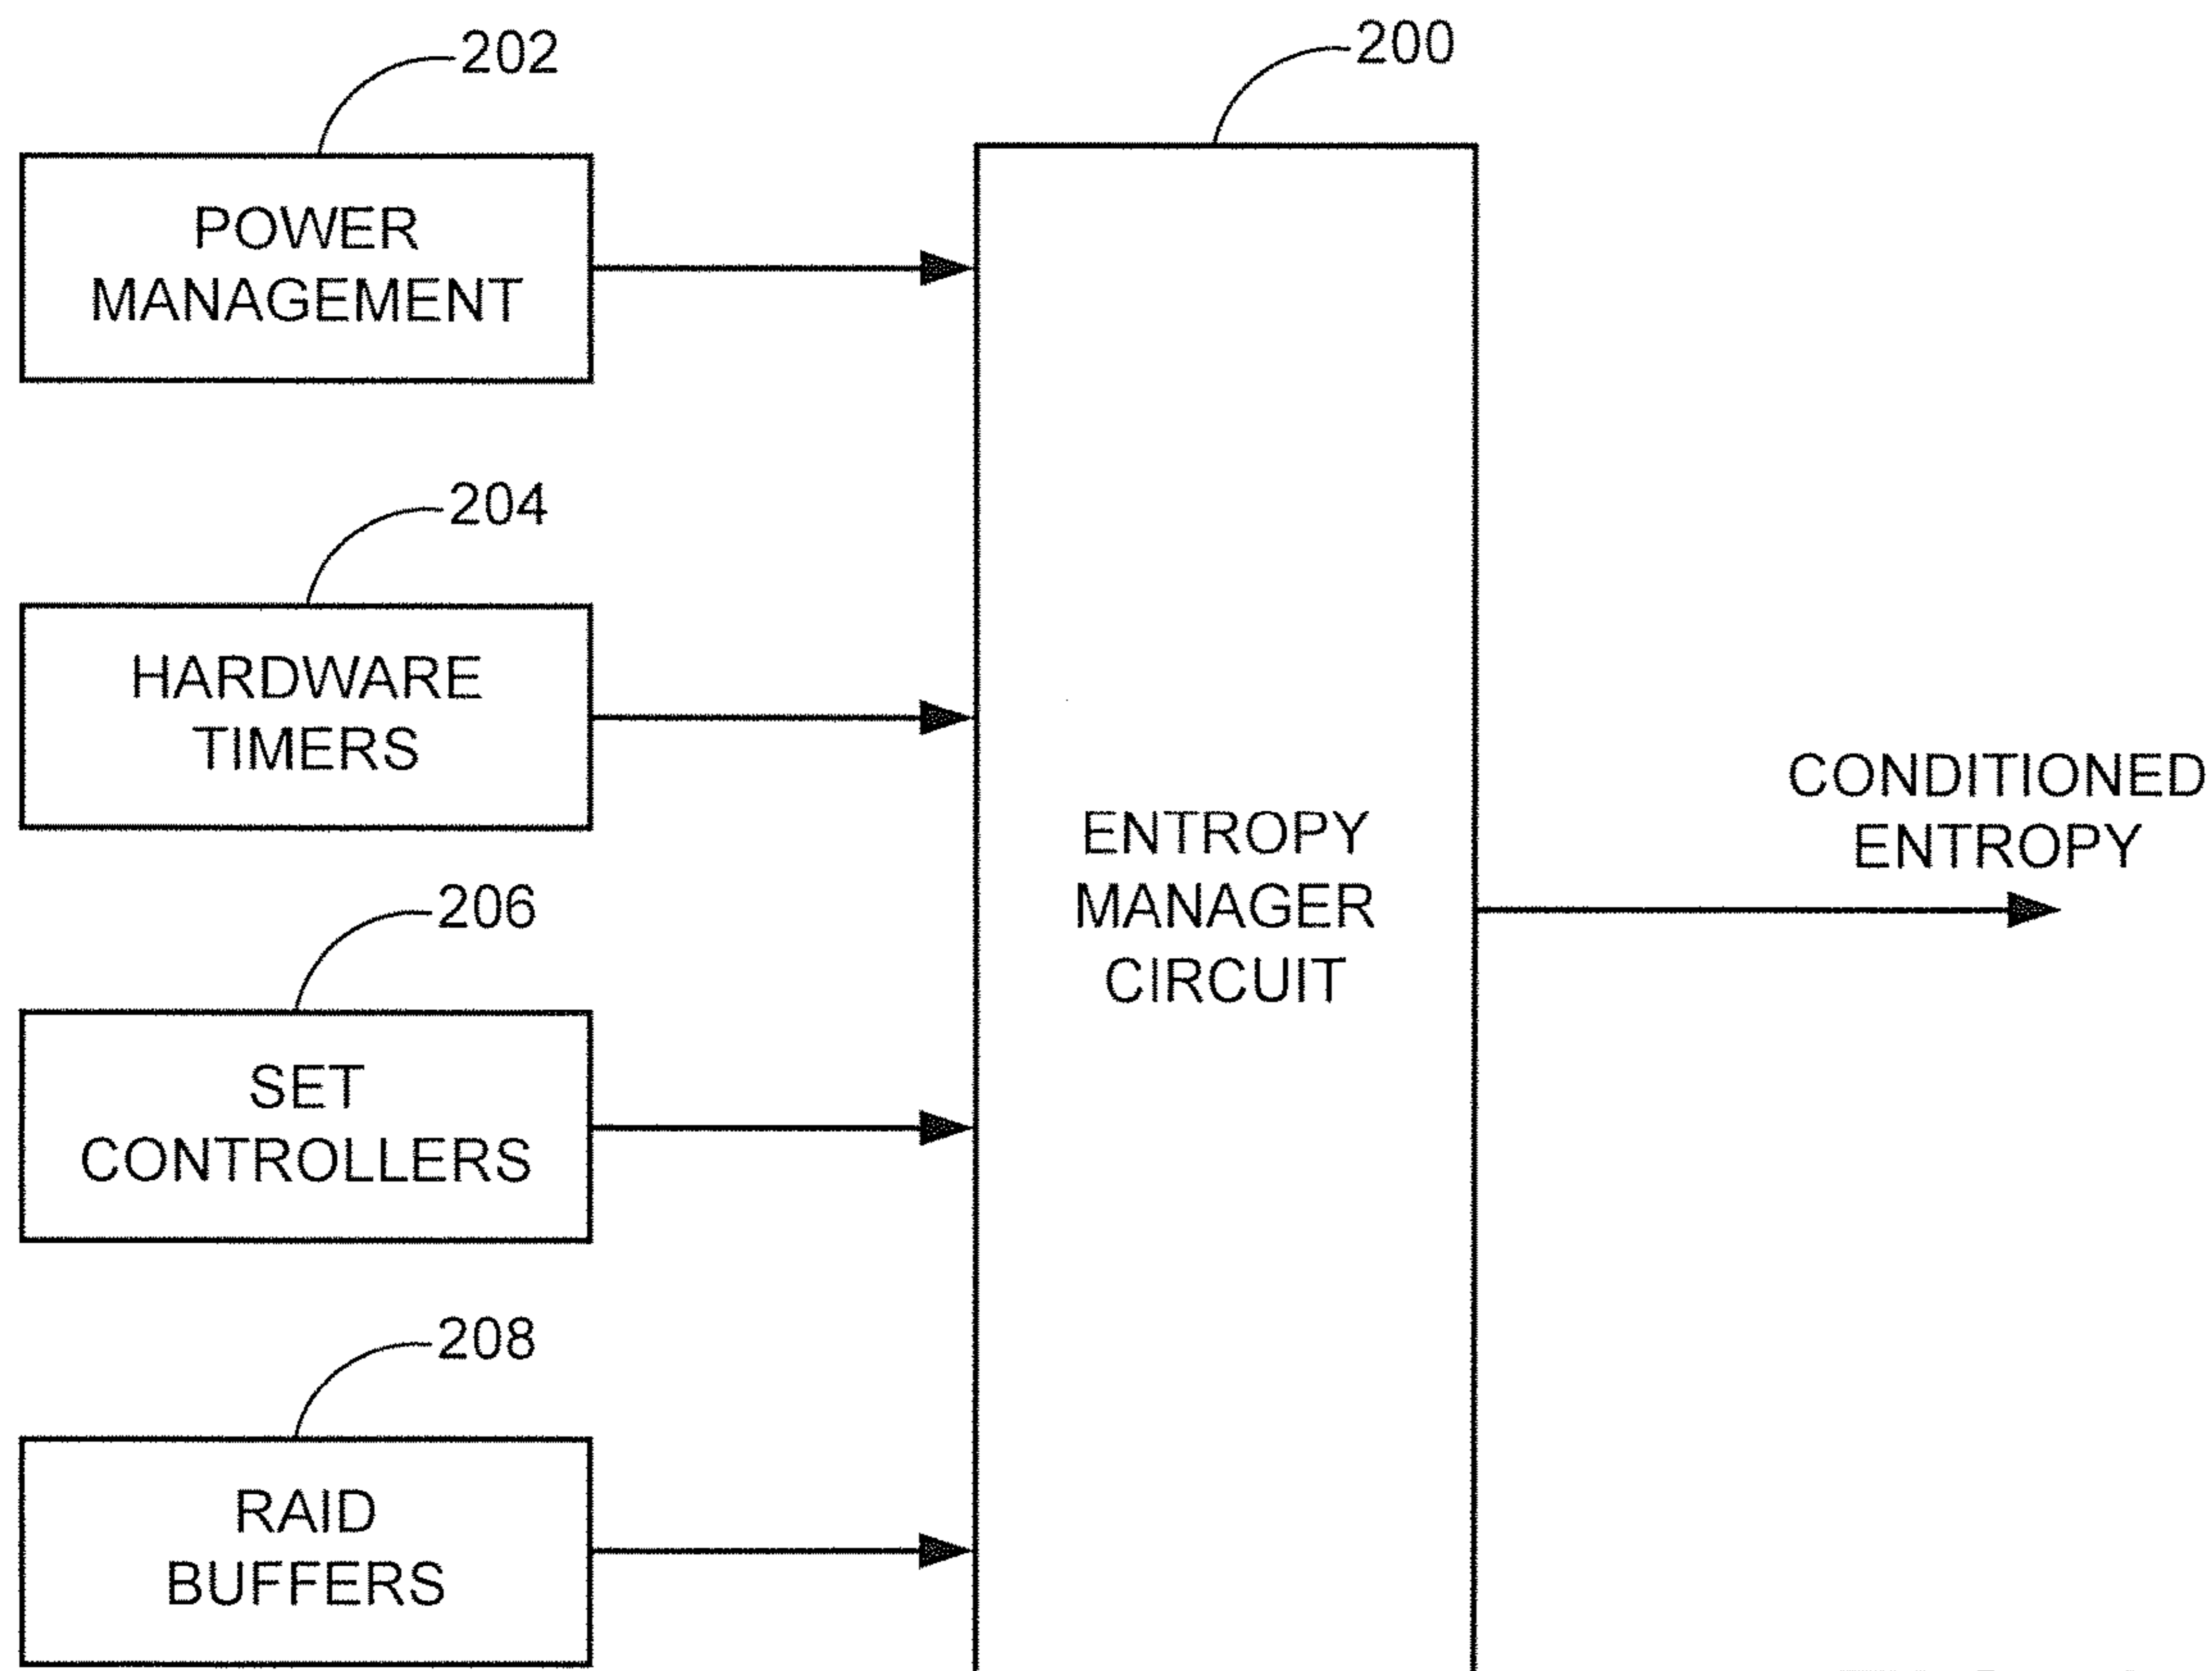 202
200
POWER
MANAGEMENT
204
HARDWARE
TIMERS
206
SET
CONTROLLERS
208
RAID
BUFFERS
ENTROPY
MANAGER
CIRCUIT
CONDITIONED
ENTROPY